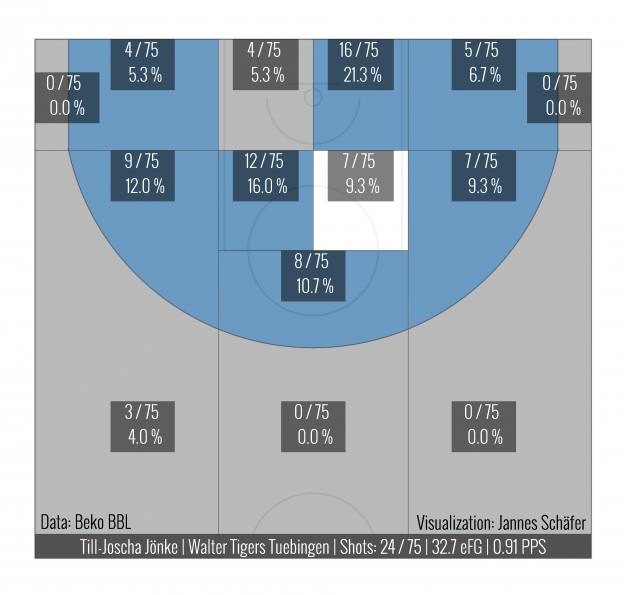 4 / 75
5.3 %
4 / 75
5.3 %
16 / 75
21.3 %
5 / 75
6.7 %
0 / 75
0.0 %
0 / 75
0.0 %
9 / 75
12.0 %
12 / 75
16.0 %
7 / 75
9.3 %
7 / 75
9.3 %
8 / 75
10.7 %
3 / 75
4.0 %
0 / 75
0.0 %
0 / 75
0.0 %
Data: Beko BBL
Visualization: Jannes Schäfer
Till-Joscha Jönke | Walter Tigers Tuebingen | Shots: 24 / 75 | 32.7 eFG | 0.91 PPS